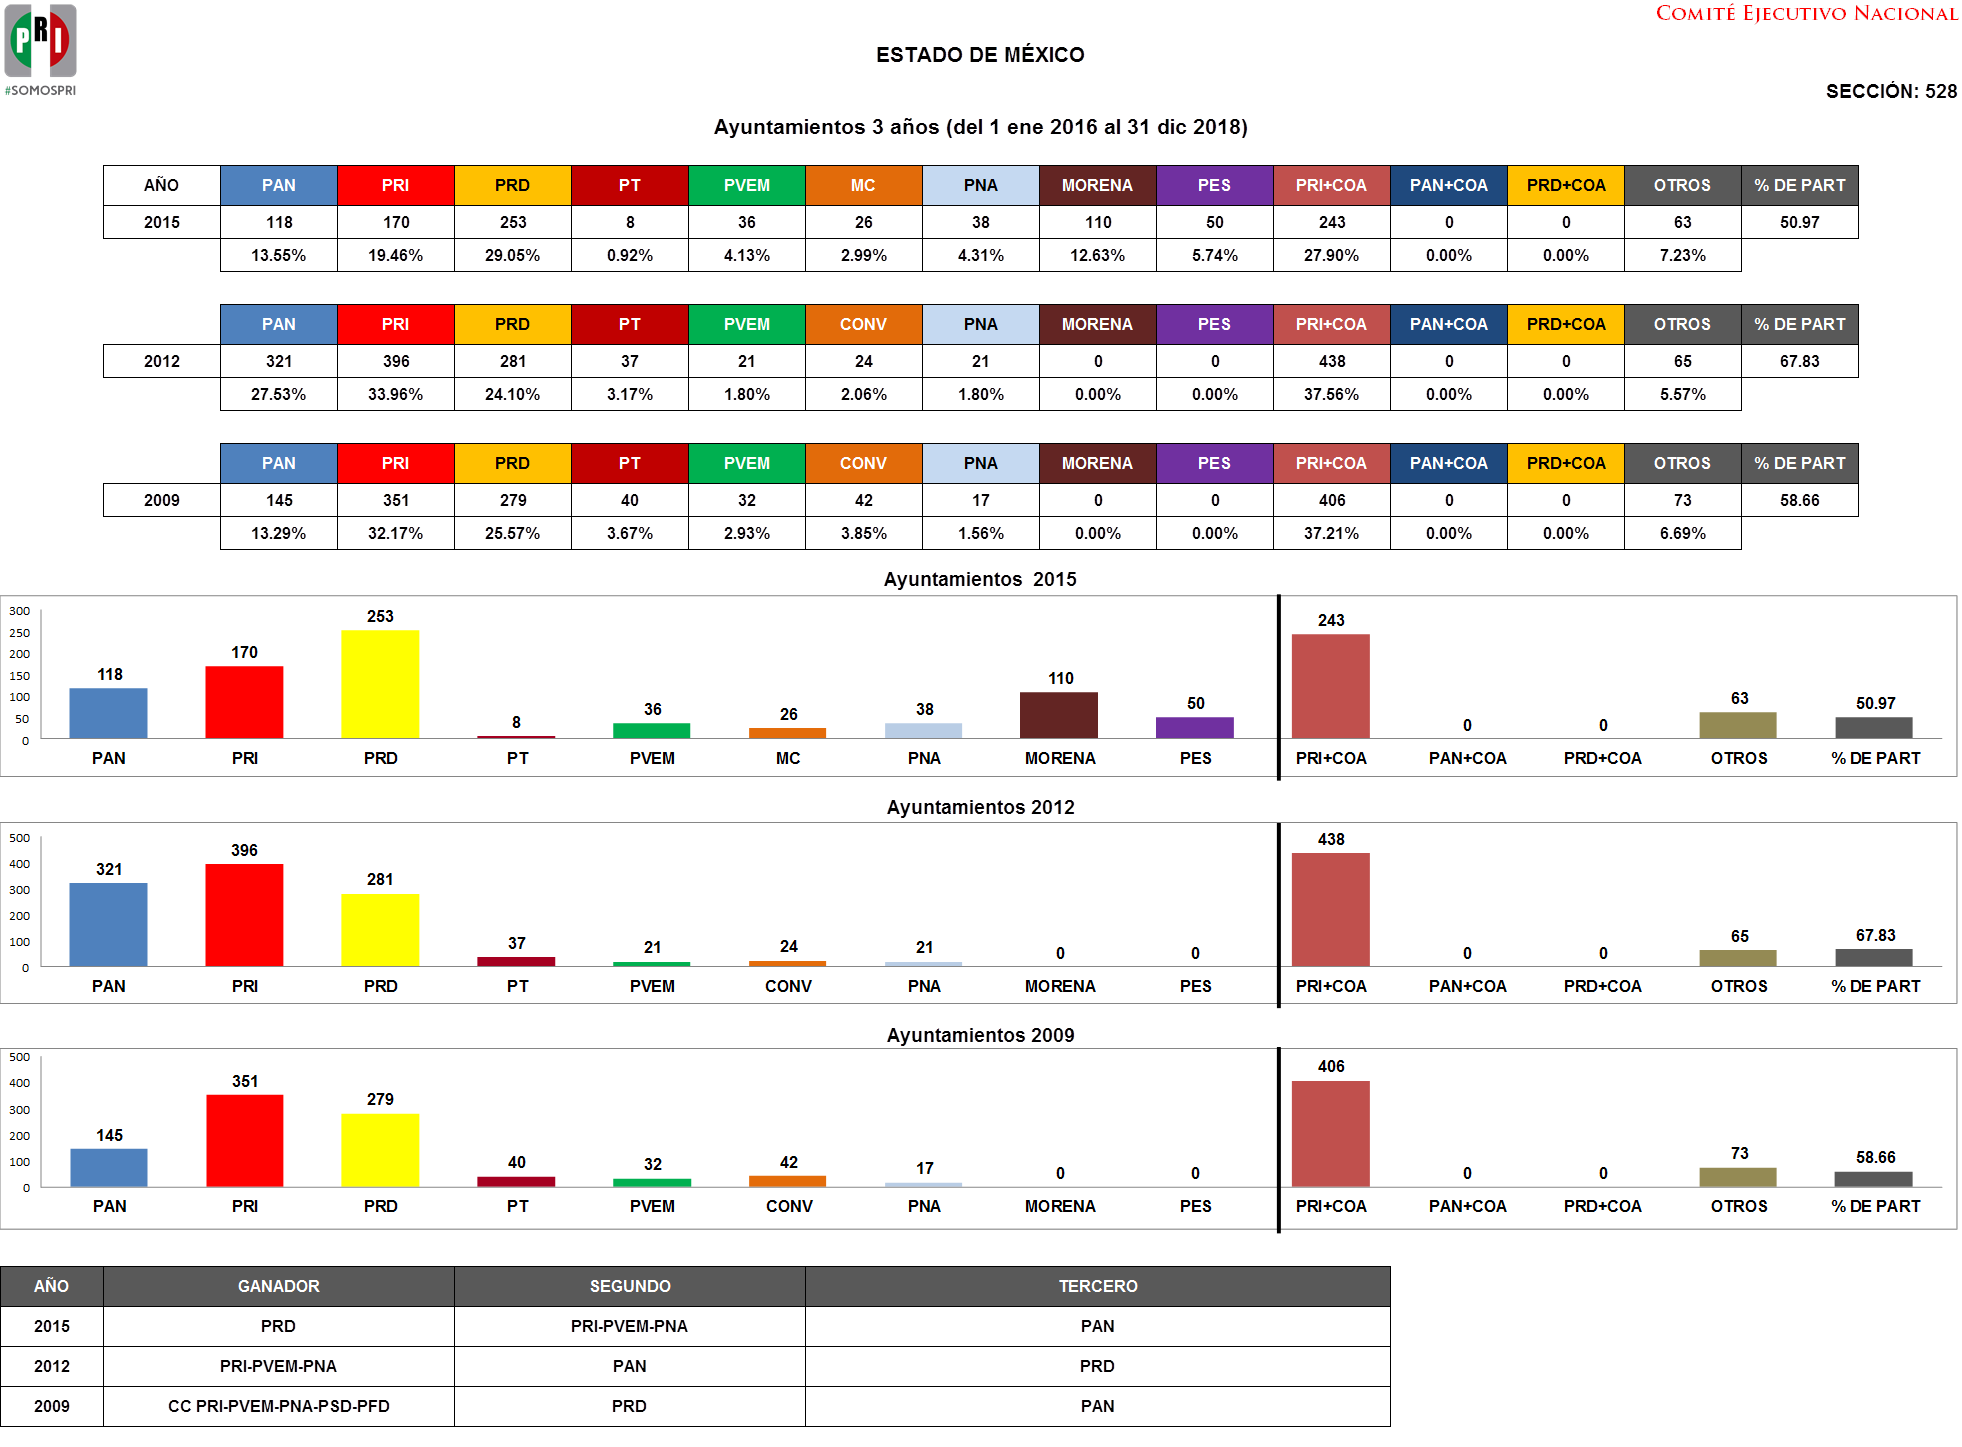 PRI
#SOMOSPRI
COMITÉ EJECUTIVO NACIONAL
ESTADO DE MÉXICO
SECCIÓN: 528
Ayuntamientos 3 años (del 1 ene 2016 al 31 dic 2018)
AÑO PAN PRI PRD PT PVEM MC PNA MORENA PES PRI+COA PAN+COA PRD+COA OTROS % DE PART
2015 118 170 253 8 36 26 38 110 50 243 0 0 63 50.97
13.55% 19.46% 29.05% 0.92% 4.13% 2.99% 4.31% 12.63% 5.74% 27.90% 0.00% 0.00% 7.23%
PAN PRI PRD PT PVEM CONV PNA MORENA PES PRI+COA PAN+COA PRD+COA OTROS % DE PART
2012 321 396 281 37 21 24 21 0 0 438 0 0 65 67.83
27.53% 33.96% 24.10% 3.17% 1.80% 2.06% 1.80% 0.00% 0.00% 37.56% 0.00% 0.00% 5.57%
PAN PRI PRD PT PVEM CONV PNA MORENA PES PRI+COA PAN+COA PRD+COA OTROS % DE PART
2009 145 351 279 40 32 42 17 0 0 406 0 0 73 58.66
13.29% 32.17% 25.57% 3.67% 2.93% 3.85% 1.56% 0.00% 0.00% 37.21% 0.00% 0.00% 6.69%
Ayuntamientos 2015
300
250
200
150
100
50
0
118 170 253 8 36 26 38 110 50 243 0 0 63 50.97
PAN PRI PRD PT PVEM MC PNA MORENA PES PRI+COA PAN+COA PRD+COA OTROS % DE PART
Ayuntamientos 2012
500
400
300
200
100
0
321 396 281 37 21 24 21 0 0 438 0 0 65 67.83
PAN PRI PRD PT PVEM CONV PNA MORENA PES PRI+COA PAN+COA PRD+COA OTROS % DE PART
Ayuntamientos 2009
500
400
300
200
100
0
145 351 279 40 32 42 17 0 0 406 0 0 73 58.66
PAN PRI PRD PT PVEM CONV PNA MORENA PES PRI+COA PAN+COA PRD+COA OTROS % DE PART
AÑO GANADOR SEGUNDO TERCERO
2015 PRD PRI-PVEM-PNA PAN
2012 PRI-PVEM-PNA PAN PRD
2009 CC PRI-PVEM-PNA-PSD-PFD PRD PAN